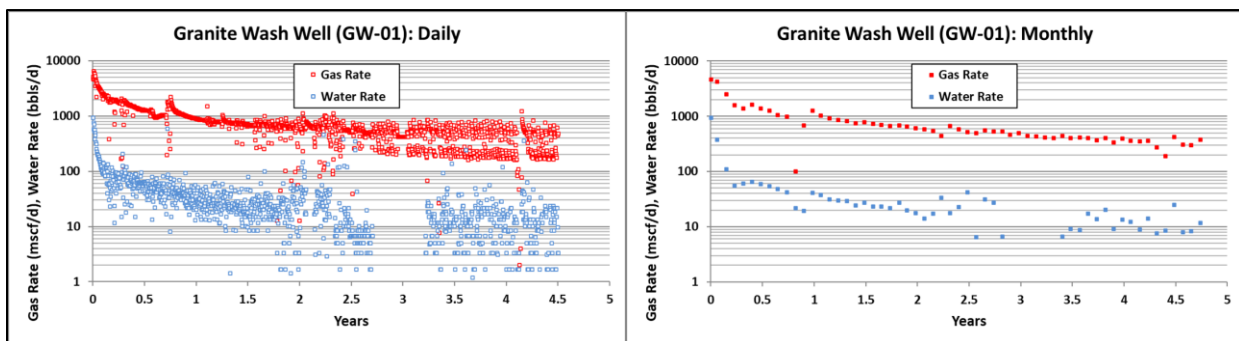 Granite Wash Well (GW-01): Daily
Gas Rate (mscf/d), Water Rate (bbls/d)
10000
1000
100
10
1
Gas Rate
Water Rate
0 0.5 1 1.5 2 2.5 3 3.5 4 4.5 5
Years
Granite Wash Well (GW-01): Monthly
Gas Rate (mscf/d), Water Rate (bbls/d)
10000
1000
100
10
1
Gas Rate
Water Rate
0 0.5 1 1.5 2 2.5 3 3.5 4 4.5 5
Years